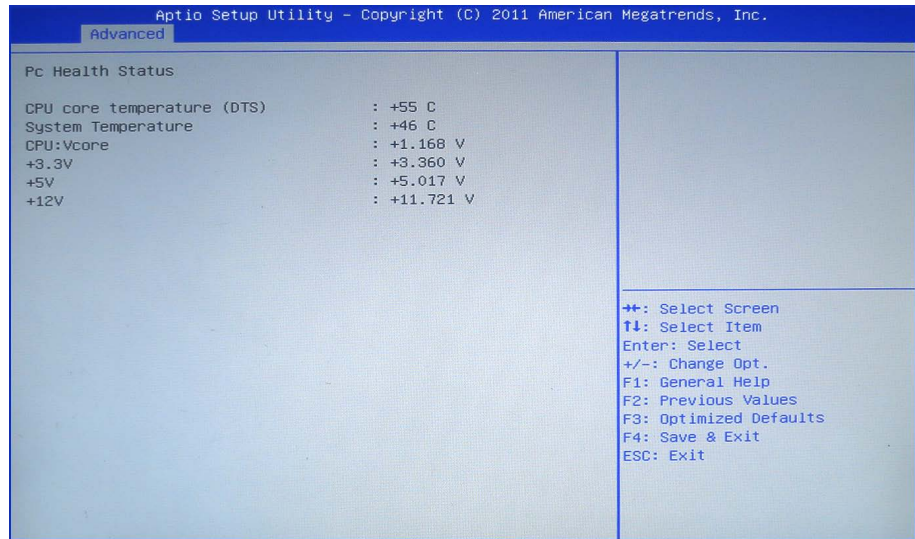 Aptio Setup Utility – Copyright (C) 2011 American Megatrends, Inc.
Advanced
Pc Health Status
CPU core temperature (DTS) : +55 C
System Temperature : +46 C
CPU:Vcore : +1.168 V
+3.3V : +3.360 V
+5V : +5.017 V
+12V : +11.721 V
→←: Select Screen
↑↓: Select Item
Enter: Select
+/-: Change Opt.
F1: General Help
F2: Previous Values
F3: Optimized Defaults
F4: Save & Exit
ESC: Exit